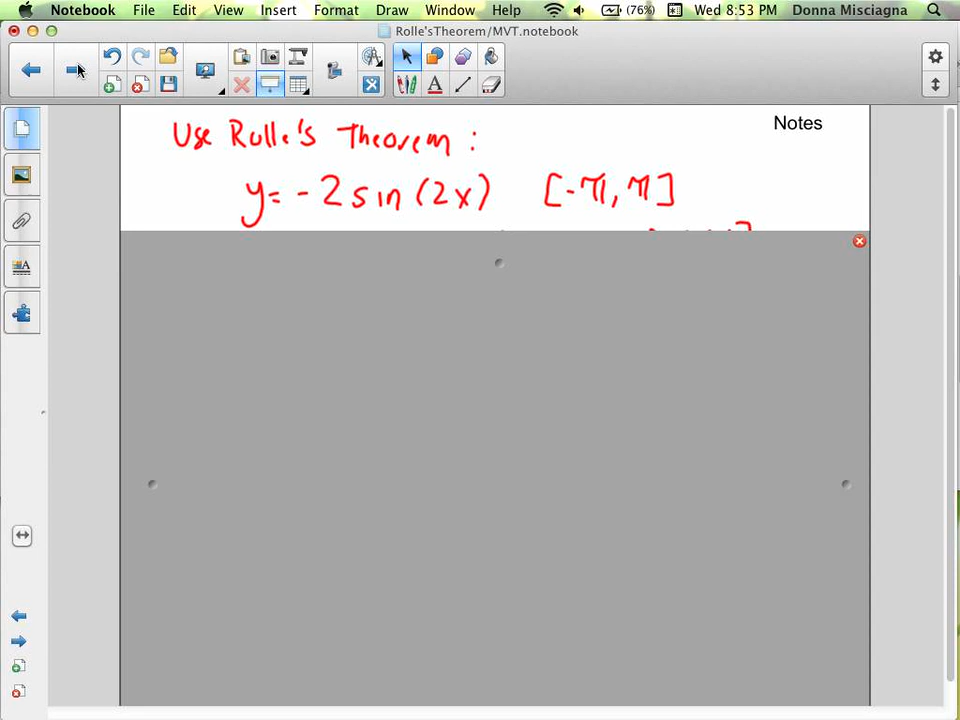 Notebook File Edit View Insert Format Draw Window Help (76%) Wed 8:53 PM Donna Misciagna
Rolle'sTheorem/MVT.notebook
Notes
Use Rolle's Theorem :
y= -2 sin (2x) [-π, π]